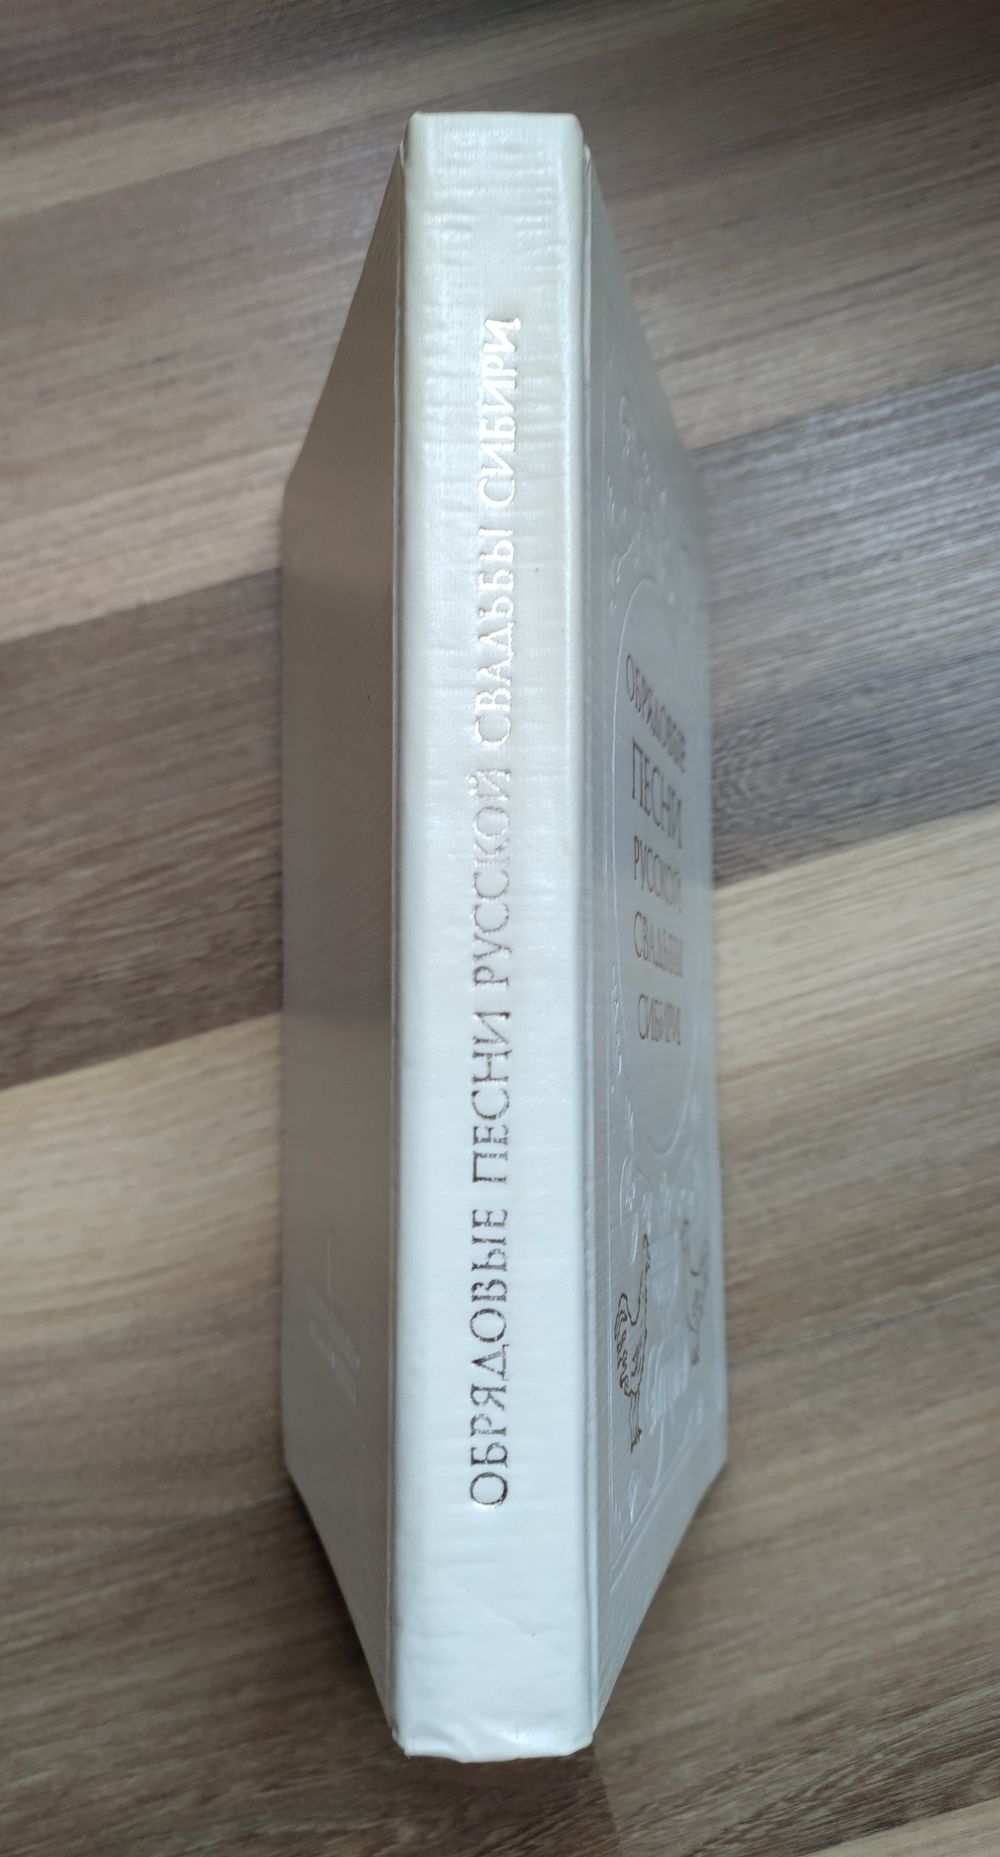 ОБРЯДОВЫЕ ПЕСНИ РУССКОЙ СВАДЬБЫ СИБИРИ
ОБРЯДОВЫЕ
ПЕСНИ
РУССКОЙ
СВАДЬБЫ
СИБИРИ